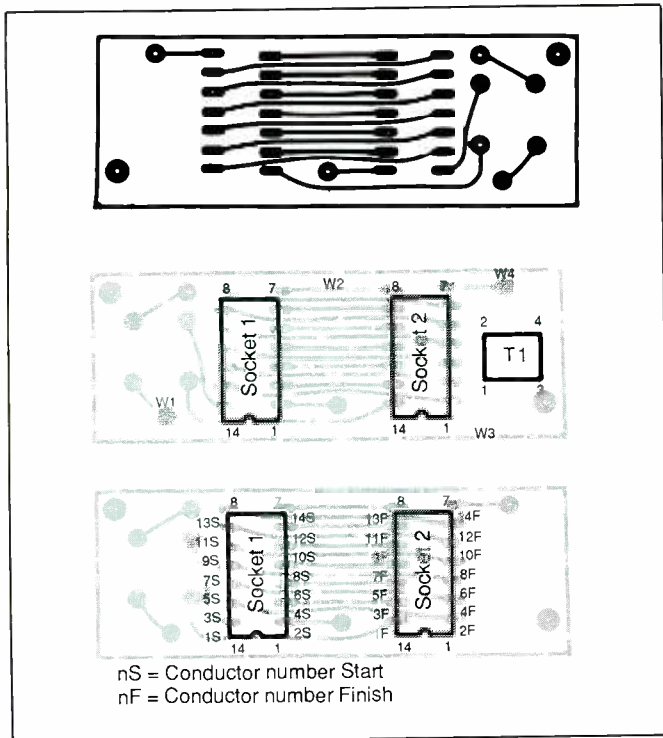 8 7 W2 8 7 W4
2 4
Socket 1 Socket 2 T1
1 3
W1
14 1 14 1 W3
8 7 8 7
13S 14S 13F 14F
11S 12S 11F 12F
9S 10S 10F
Socket 1 Socket 2
7S 8S 7F 8F
5S 6S 5F 6F
3S 4S 3F 4F
1S 2S 1F 2F
14 1 14 1
nS = Conductor number Start
nF = Conductor number Finish